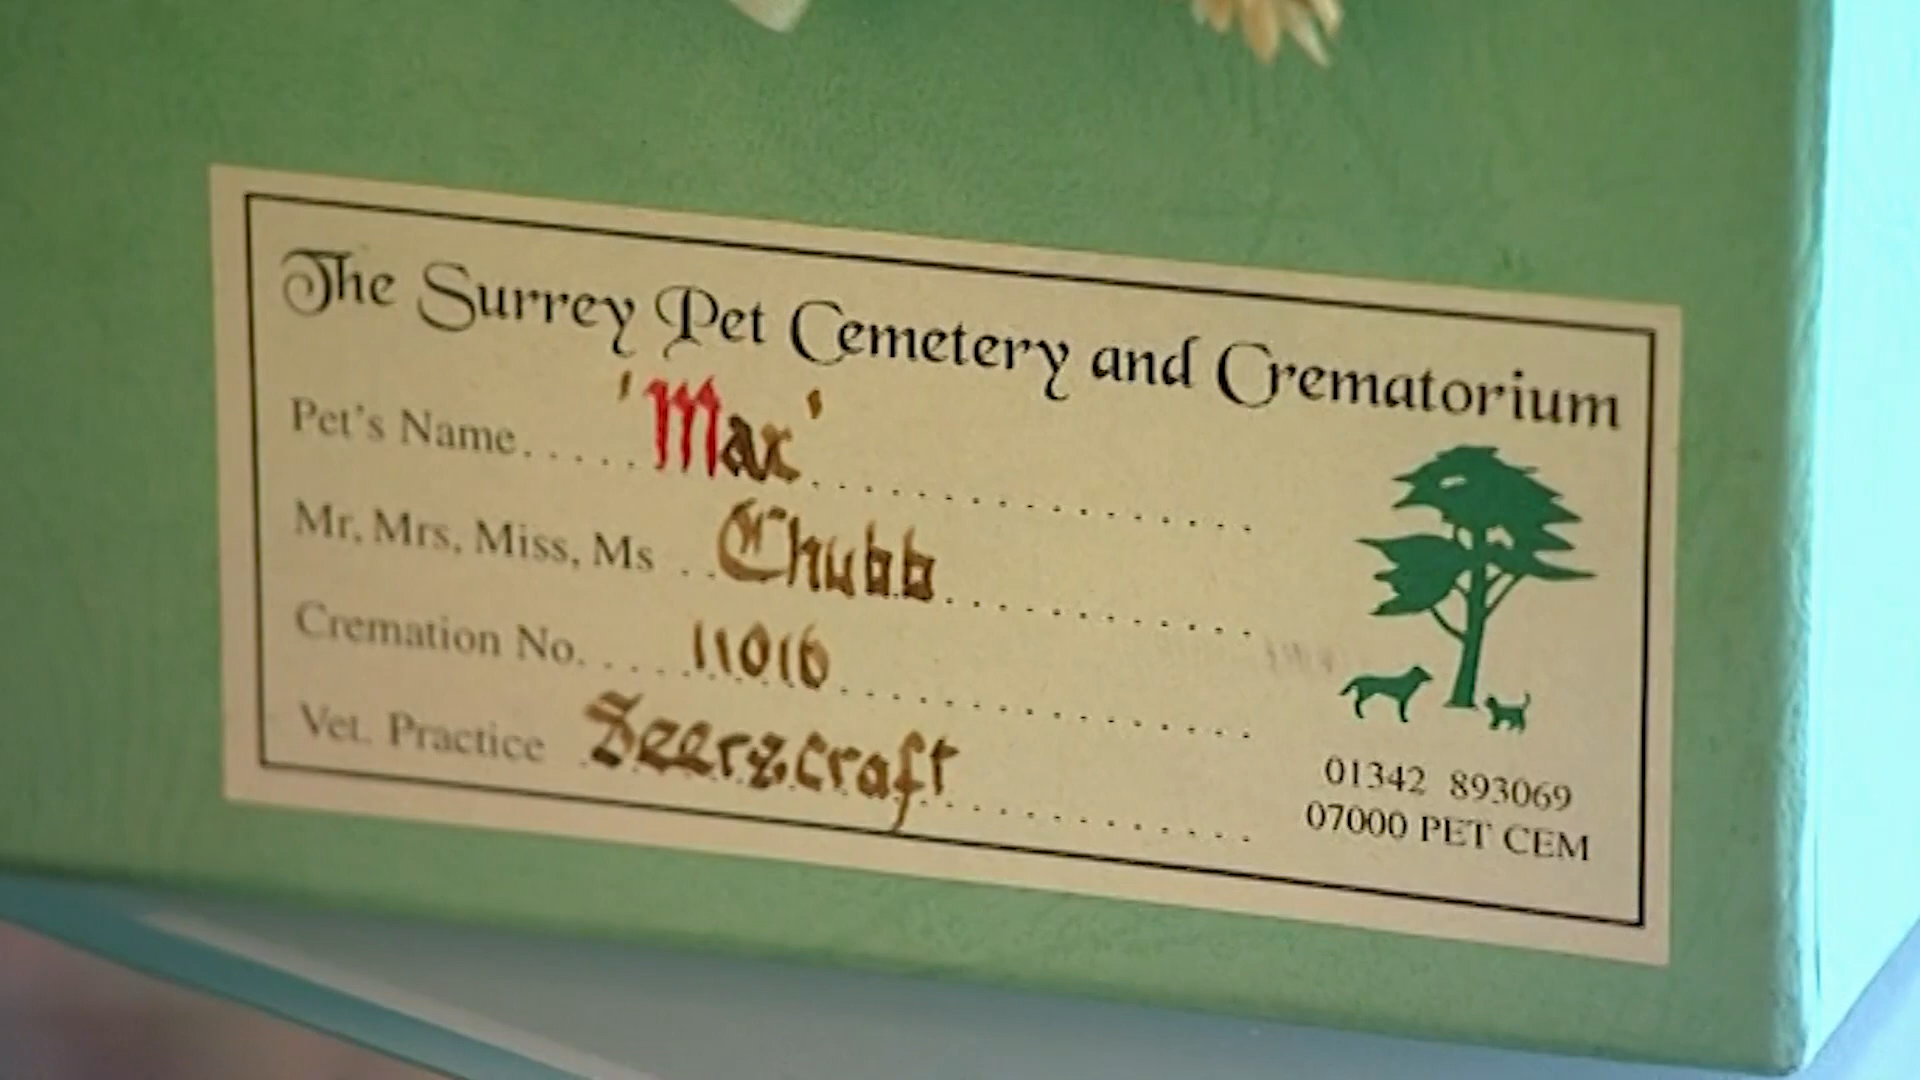 The Surrey Pet Cemetery and Crematorium
Pet's Name..... 'Max' .................
Mr, Mrs, Miss, Ms .. Chubb ............
Cremation No. .... 11016 ................
Vet. Practice ............
01342 893069
07000 PET CEM